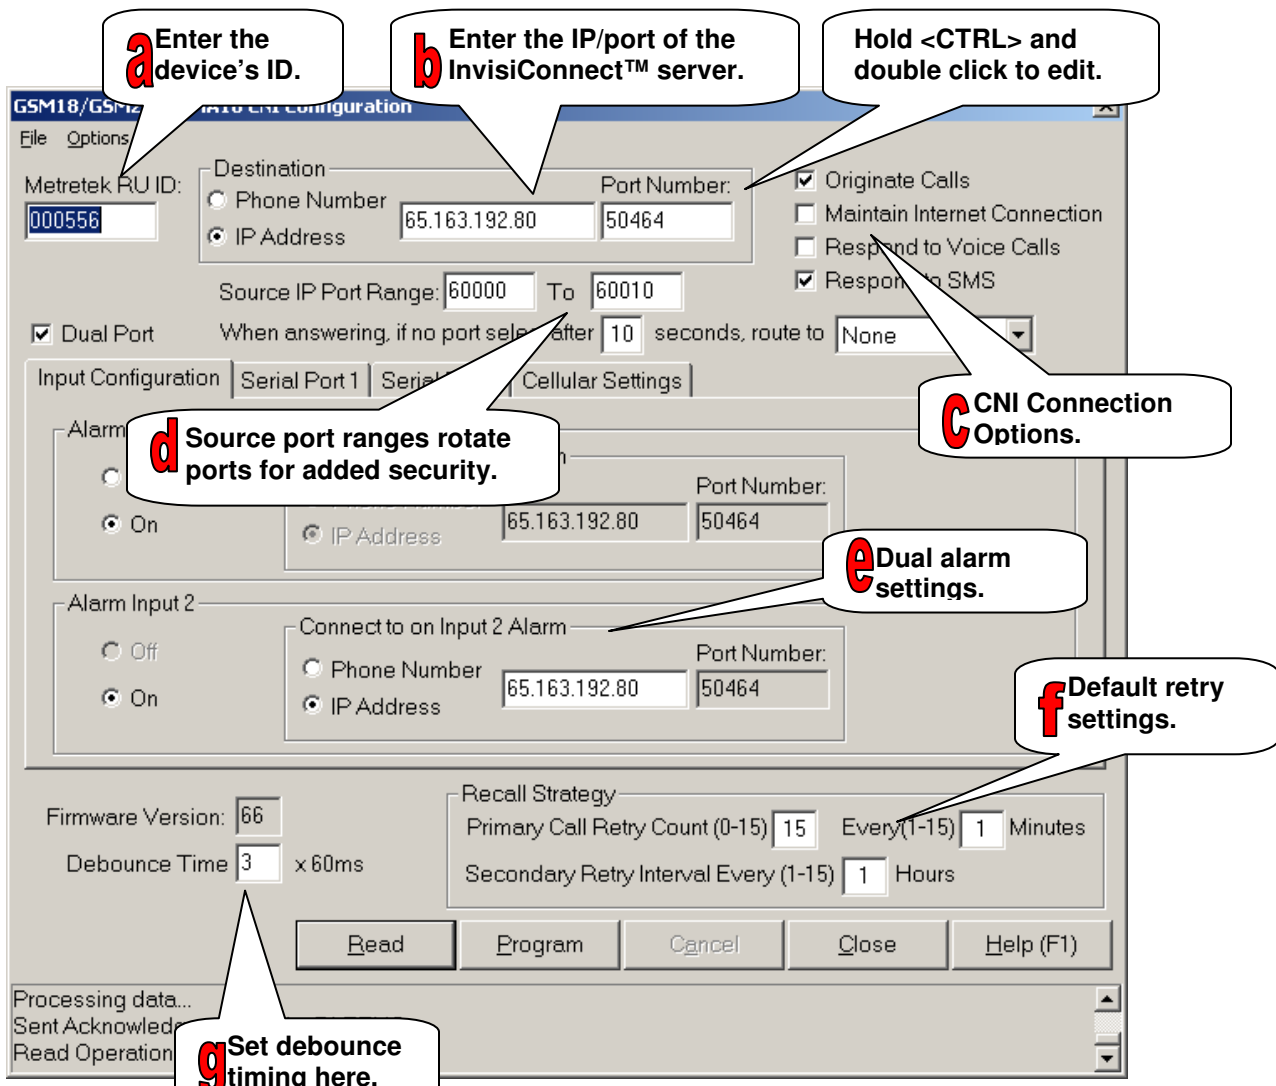 a Enter the device's ID.
b Enter the IP/port of the InvisiConnect™ server.
Hold <CTRL> and double click to edit.
Configuration
File Options
Metretek RU ID:
000556
Destination
Phone Number
IP Address
65.163.192.80
Port Number:
50464
Originate Calls
Maintain Internet Connection
Respond to Voice Calls
Respond to SMS
Source IP Port Range: 60000 To 60010
Dual Port
When answering, if no port select after 10 seconds, route to None
Input Configuration
Serial Port 1
Serial
Cellular Settings
c CNI Connection Options.
d Source port ranges rotate ports for added security.
Alarm
On
IP Address
65.163.192.80
Port Number:
50464
e Dual alarm settings.
Alarm Input 2
Off
On
Connect to on Input 2 Alarm
Phone Number
IP Address
65.163.192.80
Port Number:
50464
f Default retry settings.
Firmware Version: 66
Debounce Time 3 x 60ms
Recall Strategy
Primary Call Retry Count (0-15) 15 Every(1-15) 1 Minutes
Secondary Retry Interval Every (1-15) 1 Hours
Read
Program
Cancel
Close
Help (F1)
Processing data...
Sent
Read Operation
g Set debounce timing here.